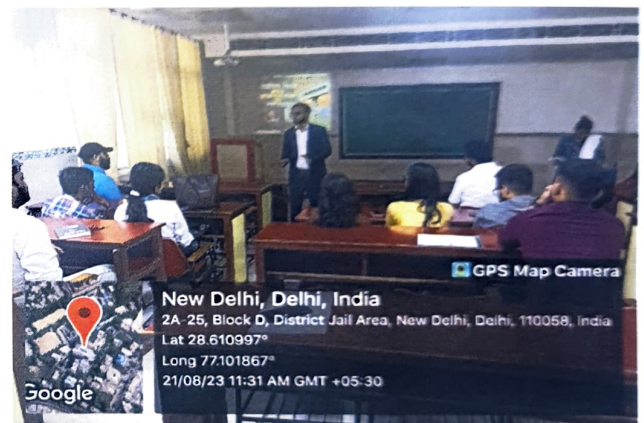 GPS Map Camera
New Delhi, Delhi, India
2A-25, Block D, District Jail Area, New Delhi, Delhi, 110058, India
Lat 28.610997°
Long 77.101867°
21/08/23 11:31 AM GMT +05:30
Google